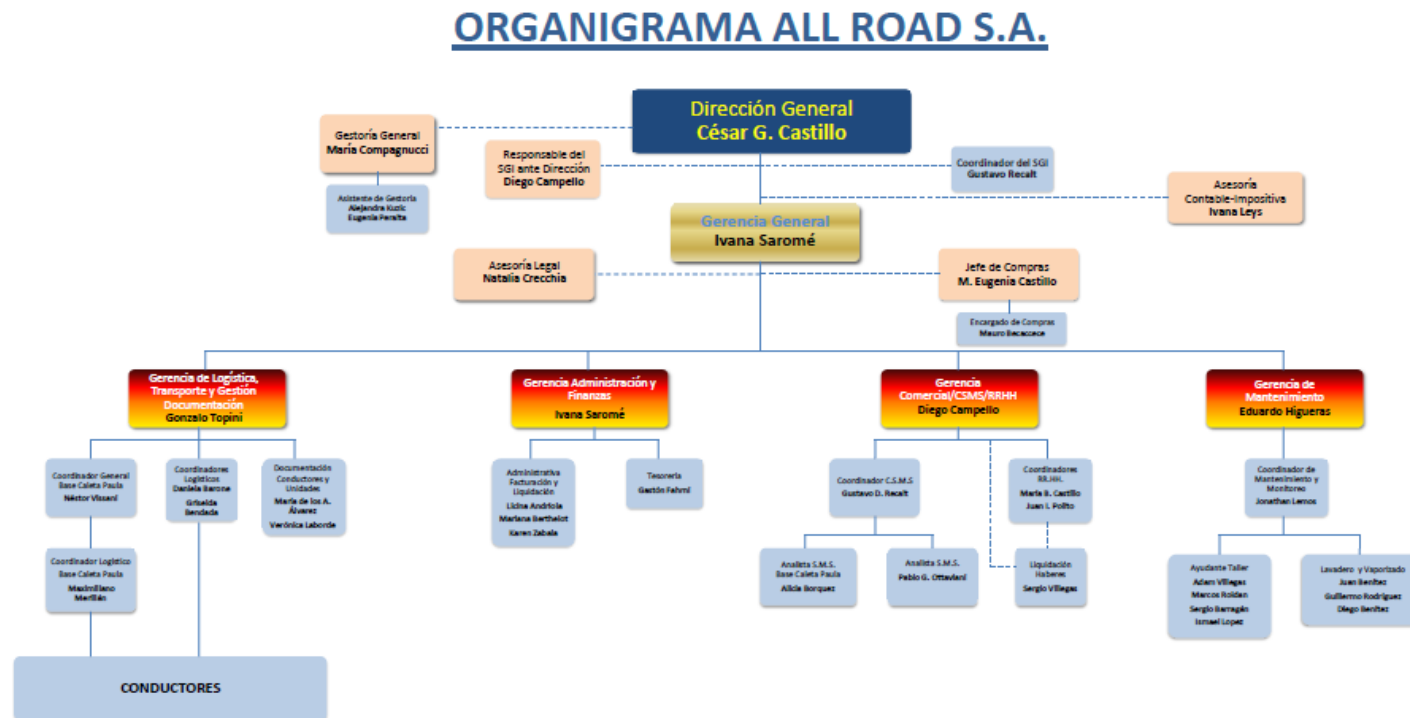 ORGANIGRAMA ALL ROAD S.A.
Dirección General
César G. Castillo
Gestoría General
María Compagnucci
Asistente de Gestoría
Alejandra Kuzic
Eugenia Peralta
Responsable del
SGI ante Dirección
Diego Campello
Coordinador del SGI
Gustavo Recalt
Asesoría
Contable-Impositiva
Ivana Leys
Gerencia General
Ivana Saromé
Asesoría Legal
Natalia Crecchia
Jefe de Compras
M. Eugenia Castillo
Encargado de Compras
Mauro Becaccece
Gerencia de Logística,
Transporte y Gestión
Documentación
Gonzalo Topini
Gerencia Administración y
Finanzas
Ivana Saromé
Gerencia
Comercial/CSMS/RRHH
Diego Campello
Gerencia de
Mantenimiento
Eduardo Higueras
Coordinador General
Base Caleta Paula
Néstor Vissani
Coordinadores
Logísticos
Daniela Barone
Griselda
Bendada
Documentación
Conductores y
Unidades
María de los A.
Álvarez
Verónica Laborde
Administrativa
Facturación y
Liquidación
Licina Andriola
Mariana Berthelot
Karen Zabala
Tesorería
Gastón Fahrni
Coordinador C.S.M.S
Gustavo D. Recalt
Coordinadores
RR.HH.
María B. Castillo
Juan I. Polito
Coordinador de
Mantenimiento y
Monitoreo
Jonathan Lemos
Coordinador Logístico
Base Caleta Paula
Maximiliano
Merillán
Analista S.M.S.
Base Caleta Paula
Alicia Borquez
Analista S.M.S.
Pablo G. Ottaviani
Liquidación
Haberes
Sergio Villegas
Ayudante Taller
Adam Villegas
Marcos Roldan
Sergio Barragán
Ismael Lopez
Lavadero y Vaporizado
Juan Benítez
Guillermo Rodríguez
Diego Benítez
CONDUCTORES